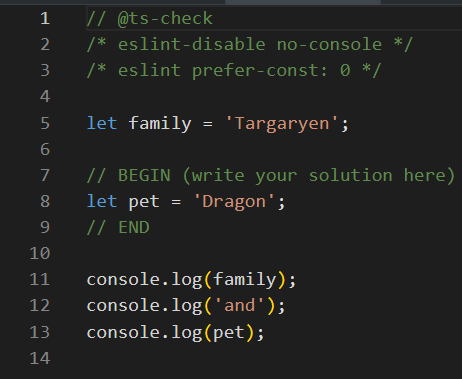 1 // @ts-check
2 /* eslint-disable no-console */
3 /* eslint prefer-const: 0 */
4
5 let family = 'Targaryen';
6
7 // BEGIN (write your solution here)
8 let pet = 'Dragon';
9 // END
10
11 console.log(family);
12 console.log('and');
13 console.log(pet);
14